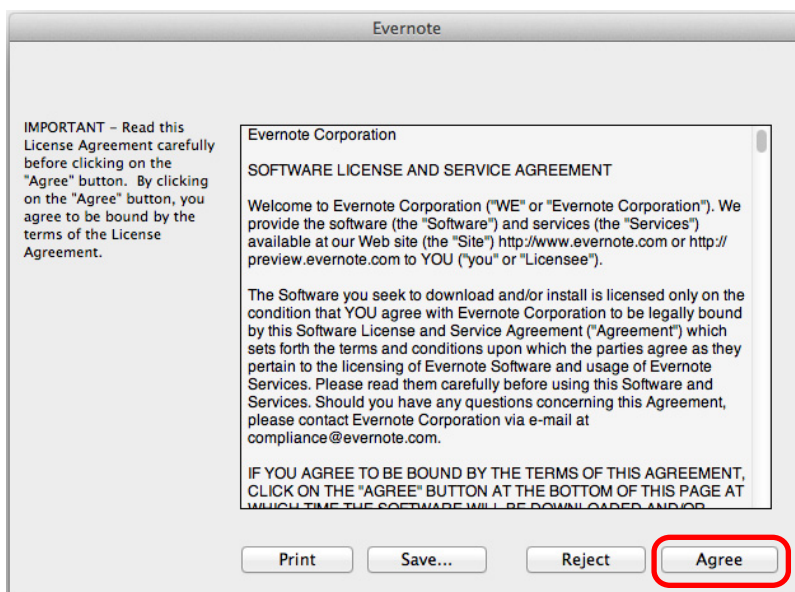 Evernote
IMPORTANT – Read this
License Agreement carefully
before clicking on the
"Agree" button.  By clicking
on the "Agree" button, you
agree to be bound by the
terms of the License
Agreement.
Evernote Corporation
SOFTWARE LICENSE AND SERVICE AGREEMENT
Welcome to Evernote Corporation ("WE" or "Evernote Corporation"). We
provide the software (the "Software") and services (the "Services")
available at our Web site (the "Site") http://www.evernote.com or http://
preview.evernote.com to YOU ("you" or "Licensee").
The Software you seek to download and/or install is licensed only on the
condition that YOU agree with Evernote Corporation to be legally bound
by this Software License and Service Agreement ("Agreement") which
sets forth the terms and conditions upon which the parties agree as they
pertain to the licensing of Evernote Software and usage of Evernote
Services. Please read them carefully before using this Software and
Services. Should you have any questions concerning this Agreement,
please contact Evernote Corporation via e-mail at
compliance@evernote.com.
IF YOU AGREE TO BE BOUND BY THE TERMS OF THIS AGREEMENT,
CLICK ON THE "AGREE" BUTTON AT THE BOTTOM OF THIS PAGE AT
WHICH TIME THE SOFTWARE WILL BE DOWNLOADED AND/OR
Print
Save...
Reject
Agree